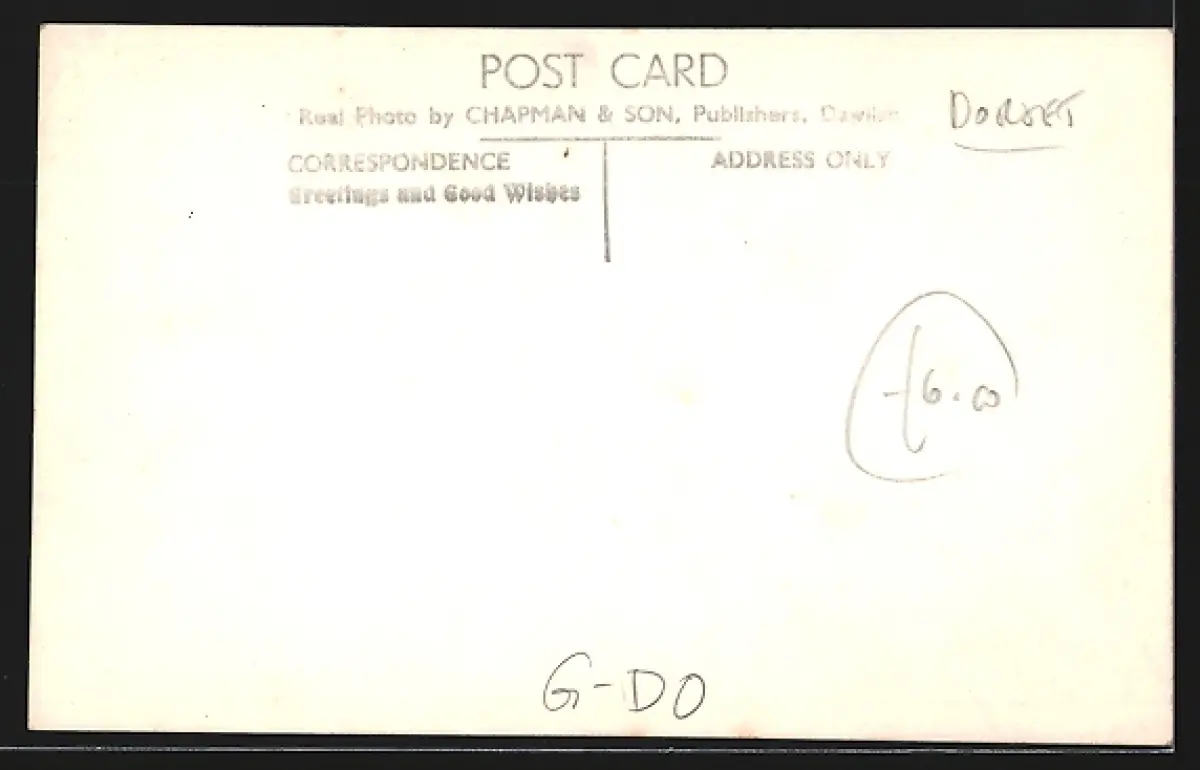 POST CARD
Real Photo by CHAPMAN & SON, Publishers, Dawlish
DORSET
CORRESPONDENCE
ADDRESS ONLY
Greetings and Good Wishes
£6.00
G-DO